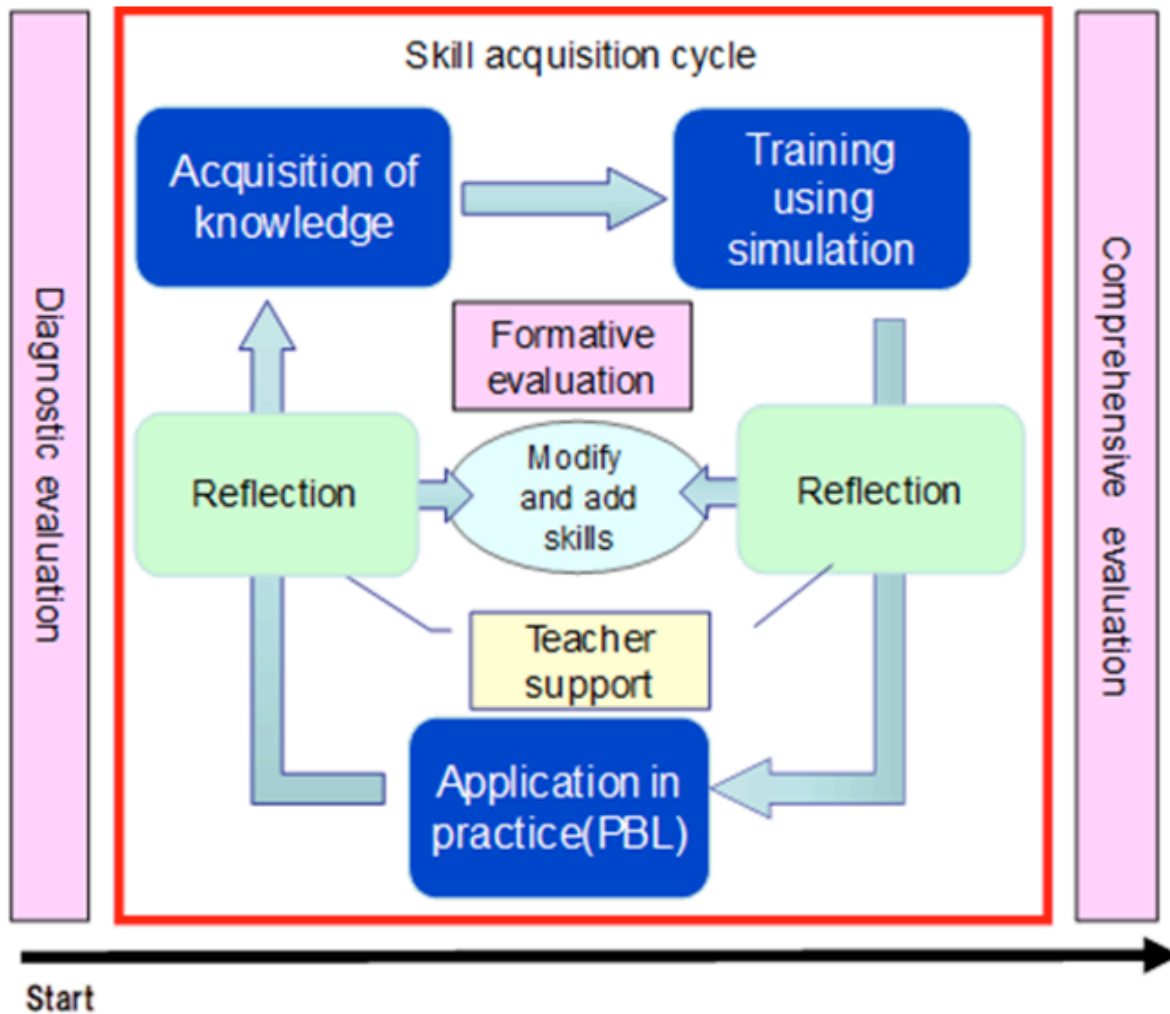 Skill acquisition cycle
Acquisition of
knowledge
Training
using
simulation
Diagnostic evaluation
Formative
evaluation
Comprehensive evaluation
Reflection
Modify
and add
skills
Reflection
Teacher
support
Application in
practice(PBL)
Start